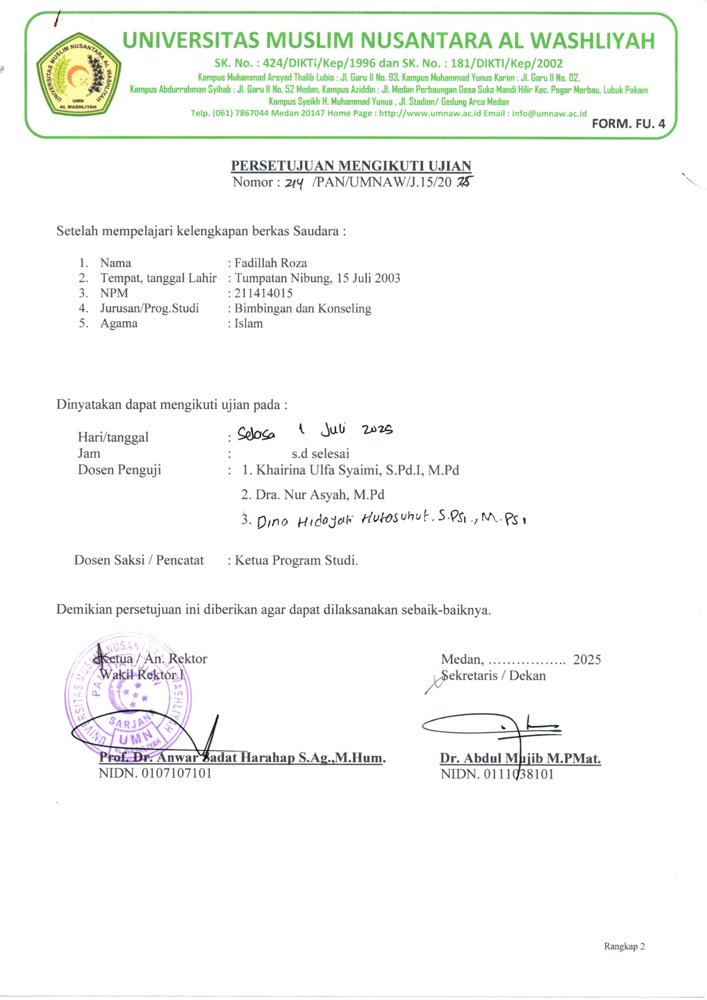 UNIVERSITAS MUSLIM NUSANTARA AL WASHLIYAH
UMN
AL WASHLIYAH
UNIVERSITAS MUSLIM NUSANTARA AL WASHLIYAH
SK. No. : 424/DIKTI/Kep/1996 dan SK. No. : 181/DIKTI/Kep/2002
Kampus Muhammad Arsyad Thalib Lubis : Jl. Garu II No. 93, Kampus Muhammad Yunus Karim : Jl. Garu II No. 02,
Kampus Abdurrahman Syihab : Jl. Garu II No. 52 Medan, Kampus Aziddin : Jl. Medan Perbaungan Desa Suka Mandi Hilir Kec. Pagar Merbau, Lubuk Pakam
Kampus Syeikh H. Muhammad Yunus , Jl. Stadion/ Gedung Arca Medan
Telp. (061) 7867044 Medan 20147 Home Page : http://www.umnaw.ac.id Email : info@umnaw.ac.id
FORM. FU. 4
PERSETUJUAN MENGIKUTI UJIAN
Nomor : 214 /PAN/UMNAW/J.15/20 25
Setelah mempelajari kelengkapan berkas Saudara :
1. Nama : Fadillah Roza
2. Tempat, tanggal Lahir : Tumpatan Nibung, 15 Juli 2003
3. NPM : 211414015
4. Jurusan/Prog.Studi : Bimbingan dan Konseling
5. Agama : Islam
Dinyatakan dapat mengikuti ujian pada :
Hari/tanggal : Selasa 1 Juli 2025
Jam : s.d selesai
Dosen Penguji : 1. Khairina Ulfa Syaimi, S.Pd.I, M.Pd
2. Dra. Nur Asyah, M.Pd
3. Dina Hidayati Hutasuhut, S.Psi., M.Psi
Dosen Saksi / Pencatat : Ketua Program Studi.
Demikian persetujuan ini diberikan agar dapat dilaksanakan sebaik-baiknya.
Ketua / An. Rektor
Wakil Rektor I
Medan, ................. 2025
Sekretaris / Dekan
UNIVERSITAS MUSLIM NUSANTARA AL WASHLIYAH
PANITIA UJIAN
SARJANA
UMN
AL WASHLIYAH
Prof. Dr. Anwar Sadat Harahap S.Ag.,M.Hum.
NIDN. 0107107101
Dr. Abdul Mujib M.PMat.
NIDN. 0111038101
Rangkap 2